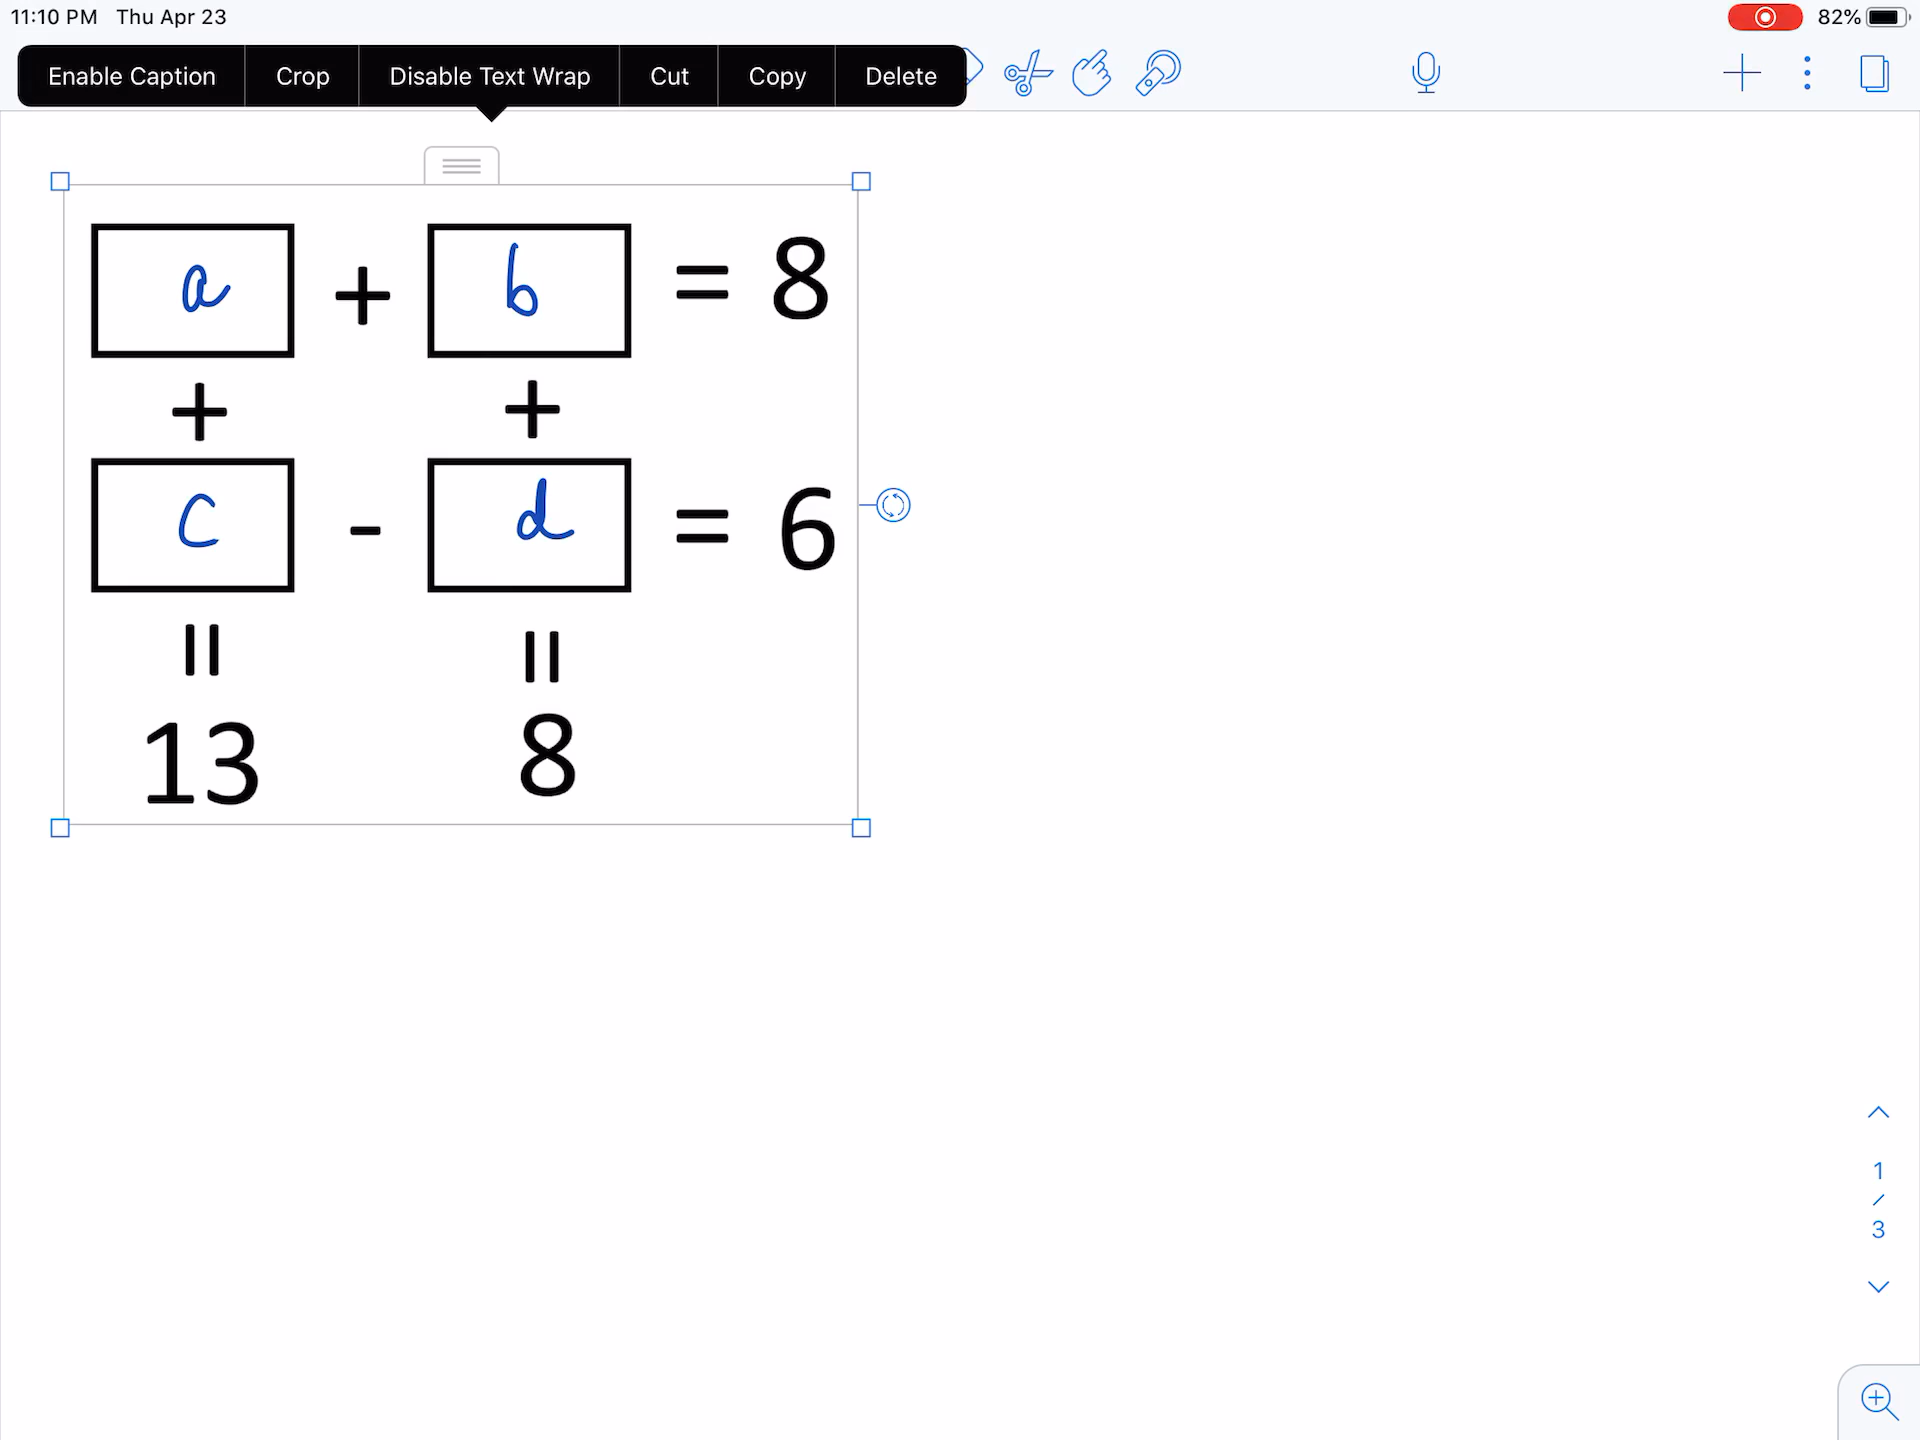 11:10 PM Thu Apr 23 82%
Enable Caption Crop Disable Text Wrap Cut Copy Delete
a + b = 8
+ +
c - d = 6
= =
13 8
1
/
3